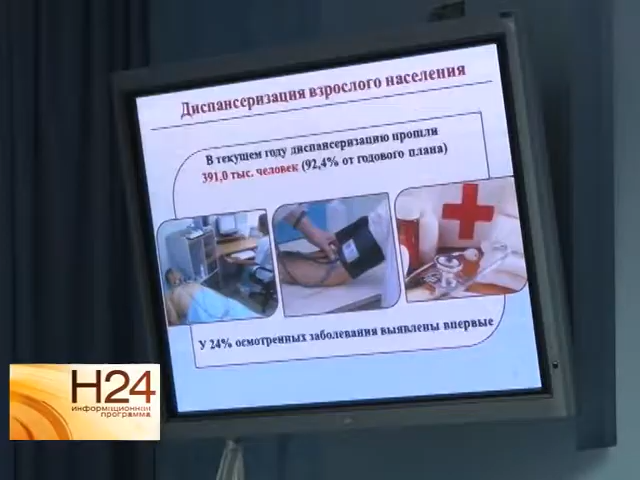 Диспансеризация взрослого населения
В текущем году диспансеризацию прошли
391,0 тыс. человек (92,4% от годового плана)
У 24% осмотренных заболевания выявлены впервые
Н24
информационная
программа